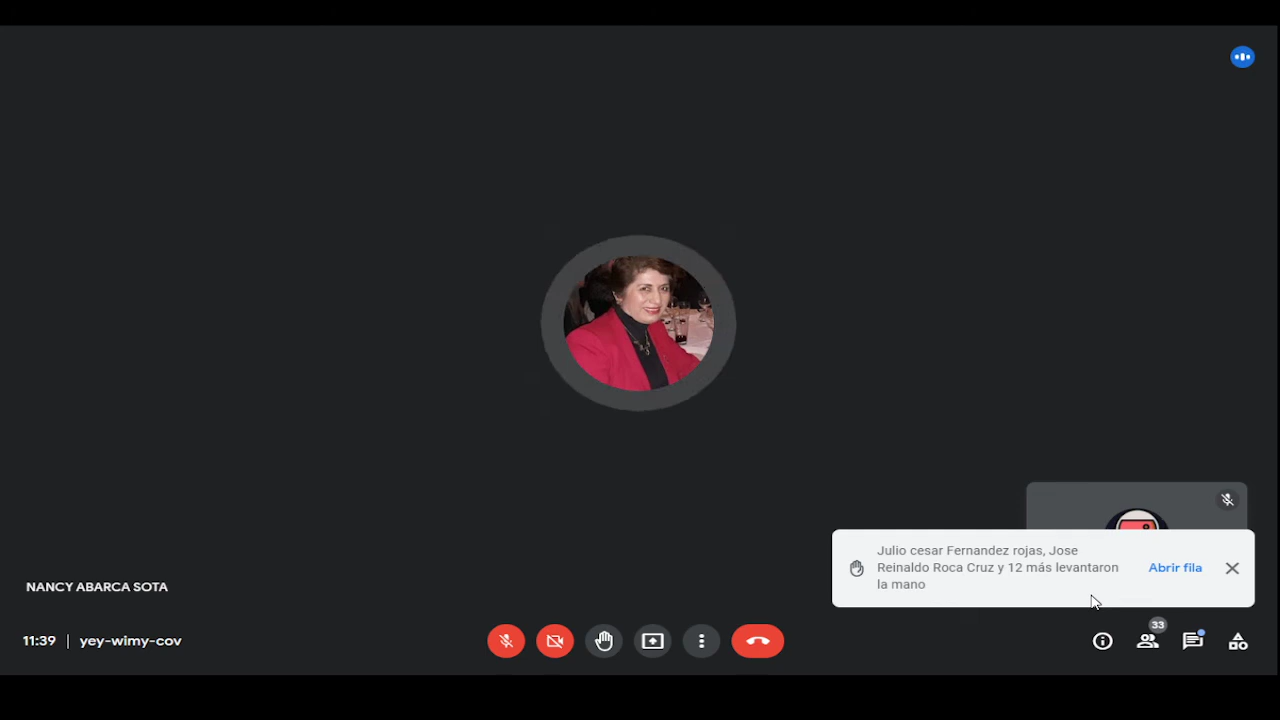 Julio cesar Fernandez rojas, Jose
Reinaldo Roca Cruz y 12 más levantaron
la mano
Abrir fila
NANCY ABARCA SOTA
11:39 | yey-wimy-cov
33